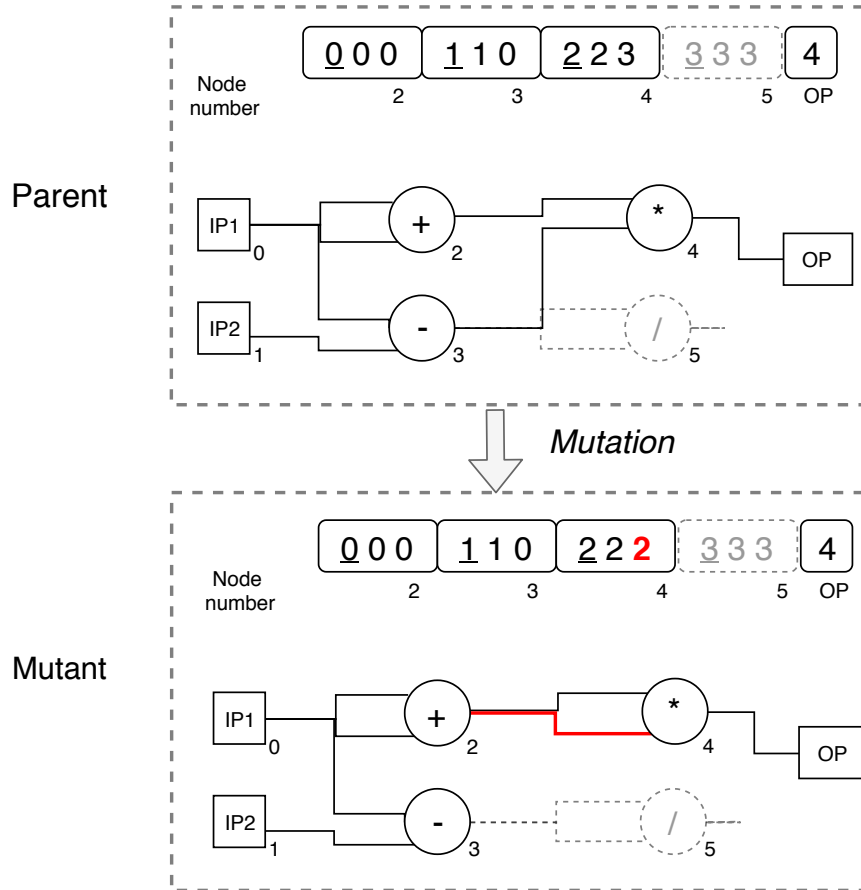 0 0 0 1 1 0 2 2 3 3 3 3 4
Node number
2 3 4 5 OP
Parent
IP1 0 + 2 * 4 OP
IP2 1 - 3 / 5
Mutation
0 0 0 1 1 0 2 2 2 3 3 3 4
Node number
2 3 4 5 OP
Mutant
IP1 0 + 2 * 4 OP
IP2 1 - 3 / 5